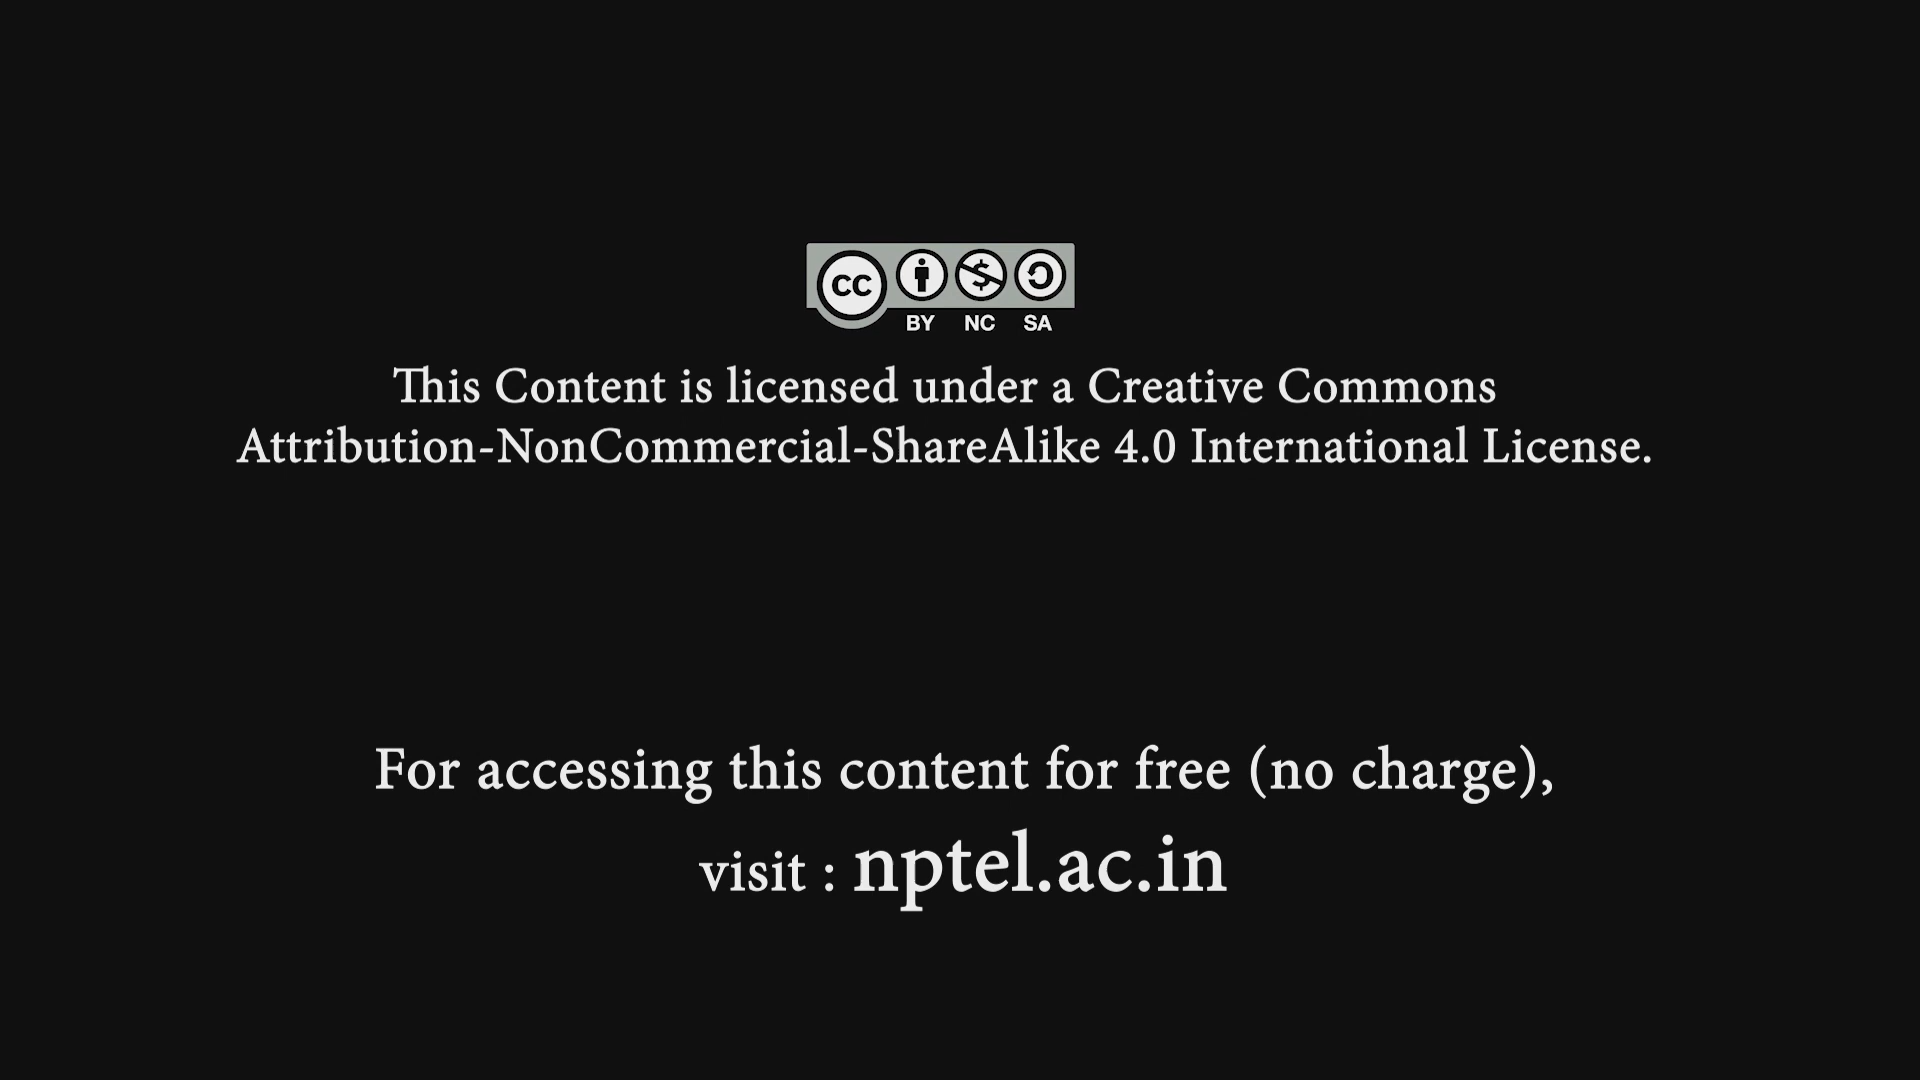 cc
BY NC SA
This Content is licensed under a Creative Commons
Attribution-NonCommercial-ShareAlike 4.0 International License.
For accessing this content for free (no charge),
visit : nptel.ac.in